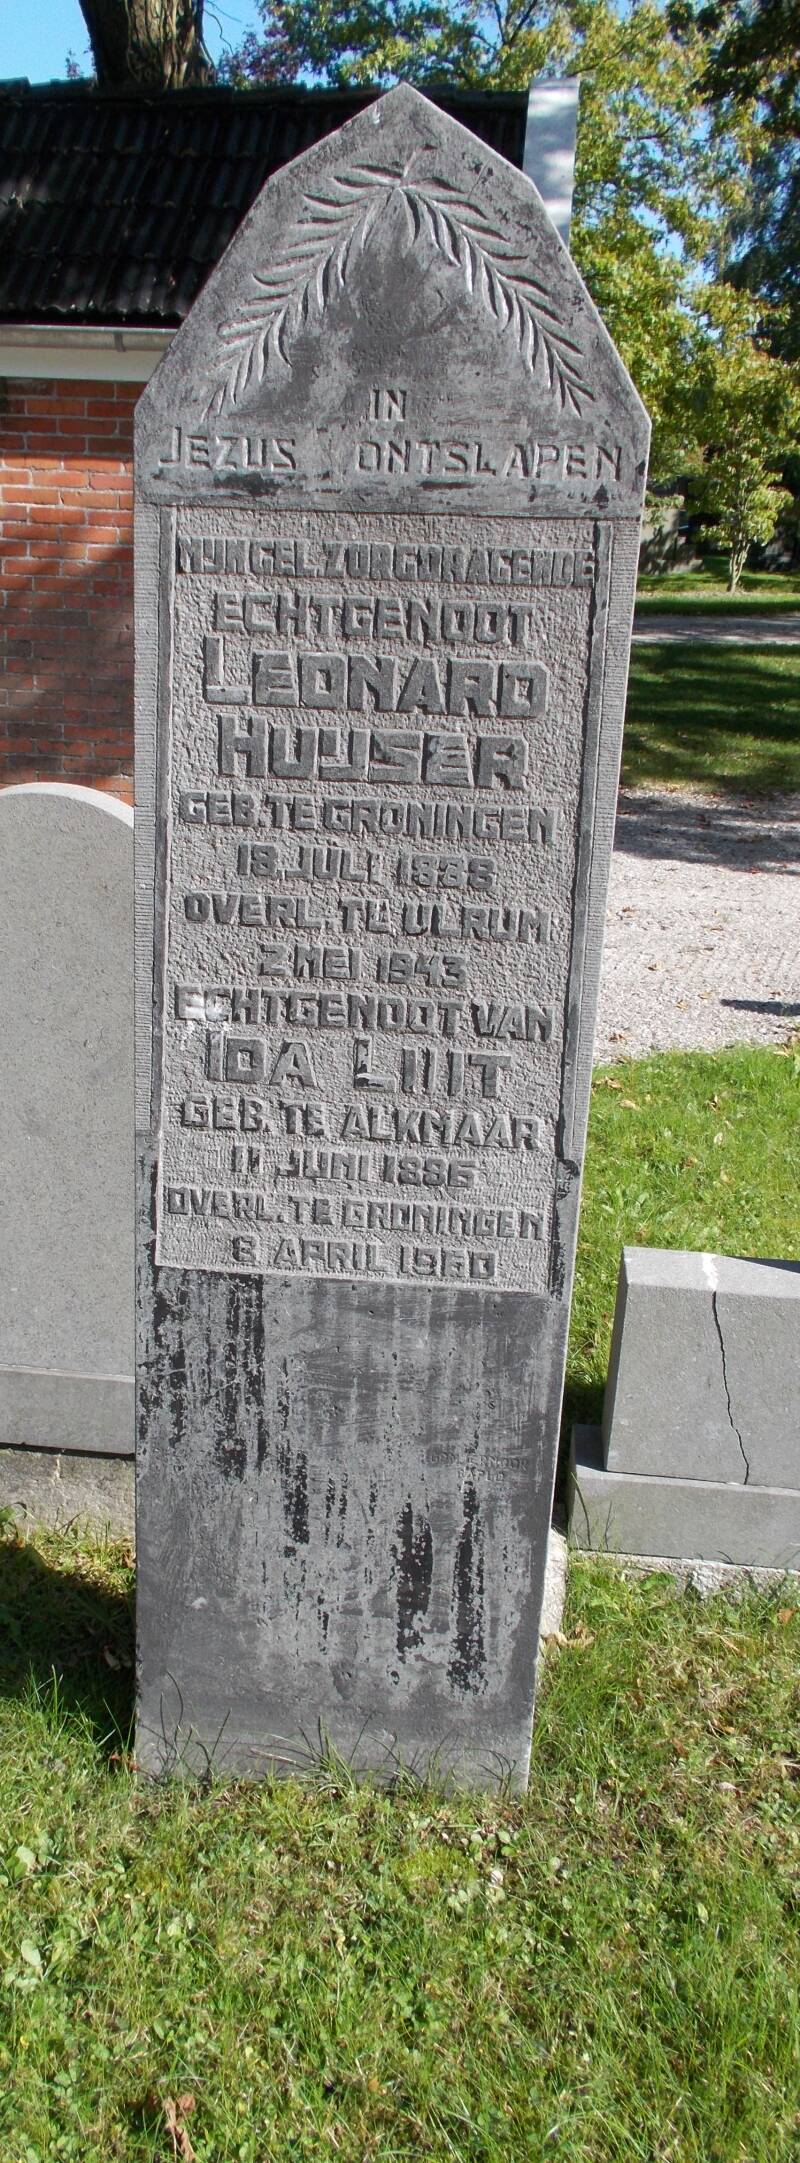 IN
JEZUS ONTSLAPEN
MIJN GEL. ZORGDRAGENDE
ECHTGENOOT
LEONARD
HUIJSER
GEB. TE GRONINGEN
18 JULI 1888
OVERL. TE ULRUM
2 MEI 1943
ECHTGENOOT VAN
IDA
GEB. TE ALKMAAR
11 JUNI 1886
OVERL. TE GRONINGEN
8 APRIL 1960